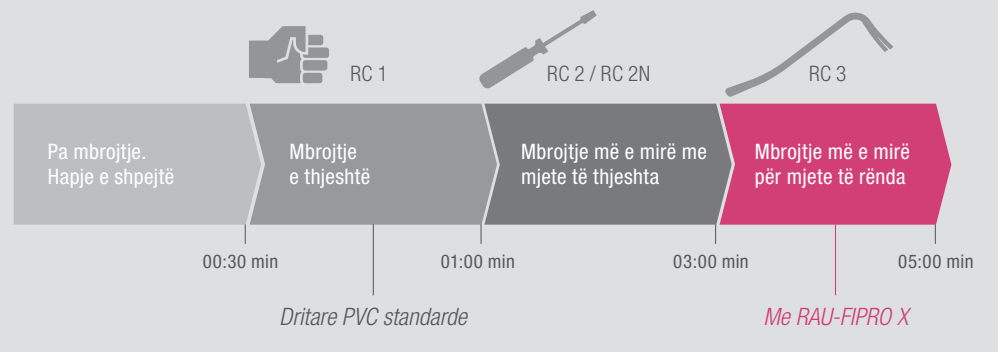 RC 1
RC 2 / RC 2N
RC 3
Pa mbrojtje.
Hapje e shpejtë
Mbrojtje
e thjeshtë
Mbrojtje më e mirë me
mjete të thjeshta
Mbrojtje më e mirë
për mjete të rënda
00:30 min
01:00 min
03:00 min
05:00 min
Dritare PVC standarde
Me RAU-FIPRO X